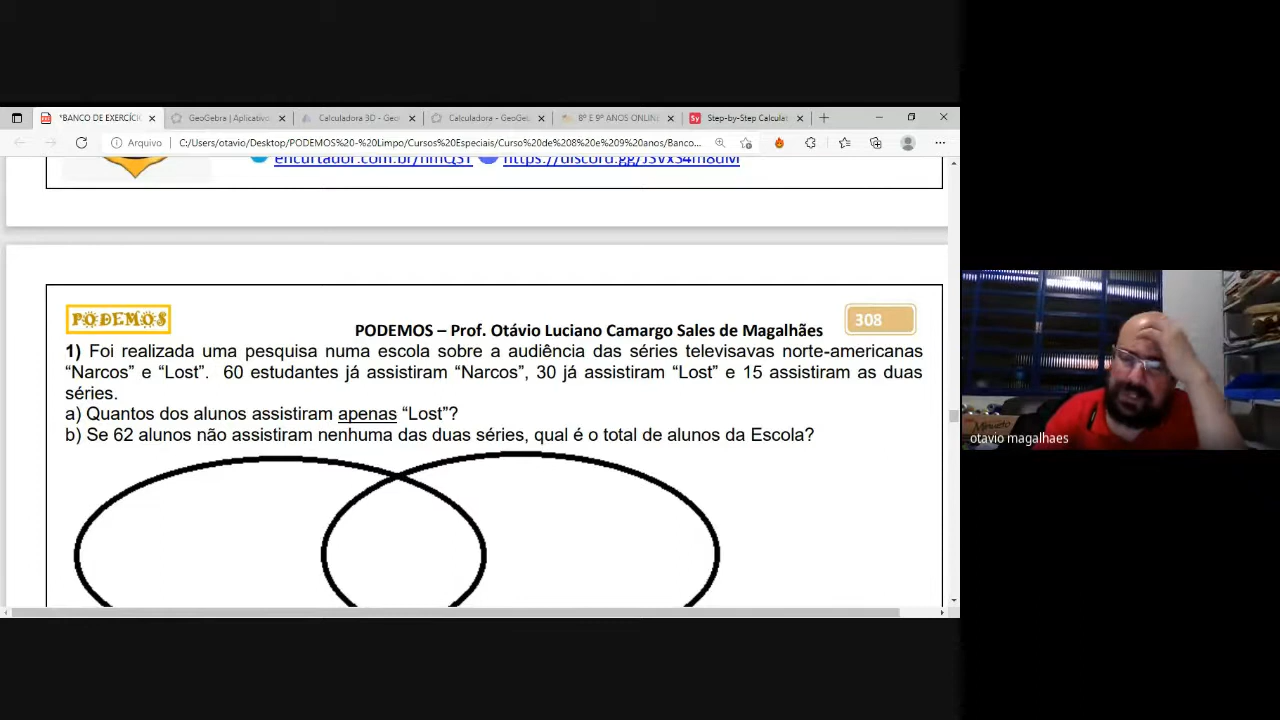 *BANCO DE EXERCÍCI
GeoGebra | Aplicativo
Calculadora 3D - Geo
Calculadora - GeoGe
8º E 9º ANOS ONLIN
Sy
Step-by-Step Calculat
Arquivo
C:/Users/otavio/Desktop/PODEMOS%20-%20Limpo/Cursos%20Especiais/Curso%20de%208%20e%209%20anos/Banco...
PODEMOS
PODEMOS – Prof. Otávio Luciano Camargo Sales de Magalhães
308
1) Foi realizada uma pesquisa numa escola sobre a audiência das séries televisavas norte-americanas
“Narcos” e “Lost”. 60 estudantes já assistiram “Narcos”, 30 já assistiram “Lost” e 15 assistiram as duas
séries.
a) Quantos dos alunos assistiram apenas “Lost”?
b) Se 62 alunos não assistiram nenhuma das duas séries, qual é o total de alunos da Escola?
otavio magalhaes